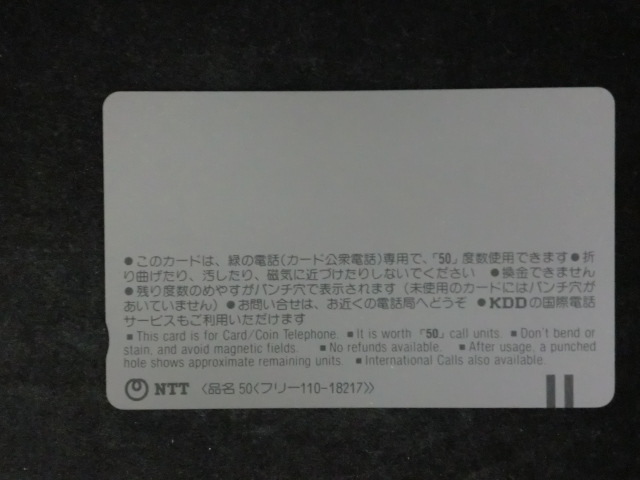 ●このカードは、緑の電話(カード公衆電話)専用で、「50」度数使用できます●折
り曲げたり、汚したり、磁気に近づけたりしないでください ●換金できません
●残り度数のめやすがパンチ穴で表示されます(未使用のカードにはパンチ穴が
あいていません)●お問い合せは、お近くの電話局へどうぞ ●KDDの国際電話
サービスもご利用いただけます
■This card is for Card/Coin Telephone. ■It is worth「50」call units. ■Don't bend or
stain, and avoid magnetic fields. ■No refunds available. ■After usage, a punched
hole shows approximate remaining units. ■International Calls also available.
NTT 〈品名 50〈フリー110-18217〉〉